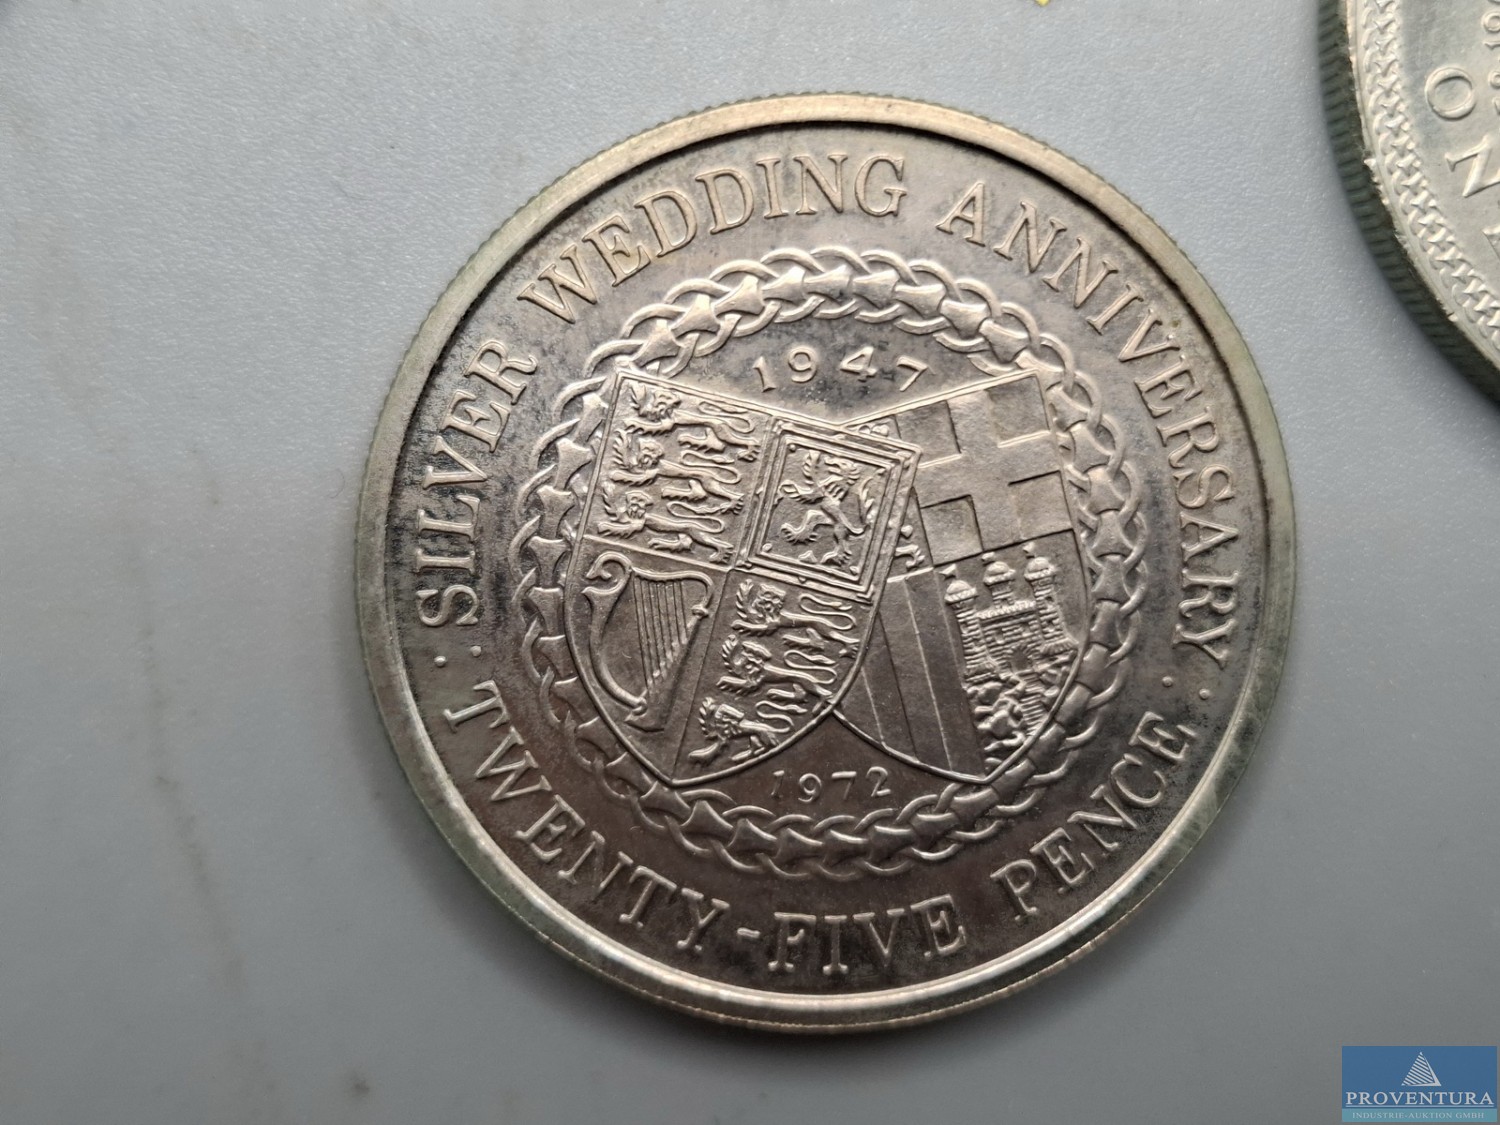 · SILVER WEDDING ANNIVERSARY ·
1947
1972
· TWENTY-FIVE PENCE ·
PROVENTURA
INDUSTRIE-AUKTION GMBH